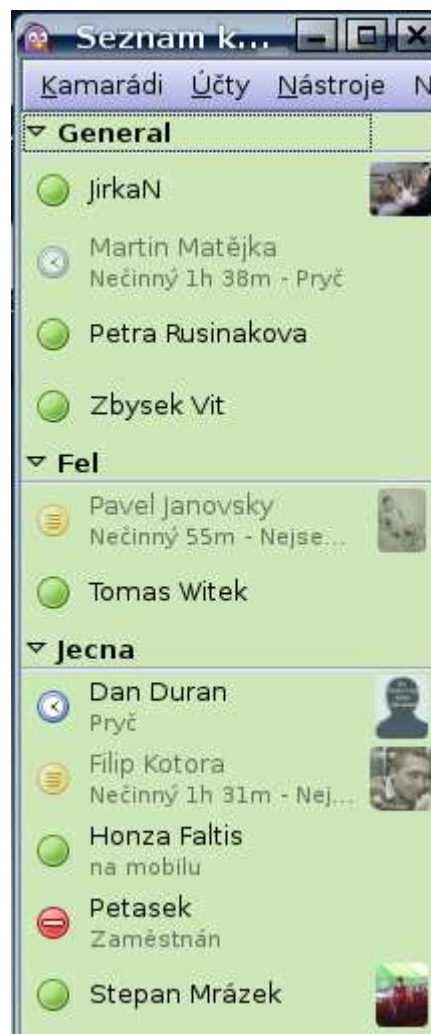 Seznam k...
Kamarádi Účty Nástroje N
General
JirkaN
Martin Matějka
Nečinný 1h 38m - Pryč
Petra Rusinakova
Zbysek Vit
Fel
Pavel Janovsky
Nečinný 55m - Nejse...
Tomas Witek
Jecna
Dan Duran
Pryč
Filip Kotora
Nečinný 1h 31m - Nej...
Honza Faltis
na mobilu
Petasek
Zaměstnán
Stepan Mrázek